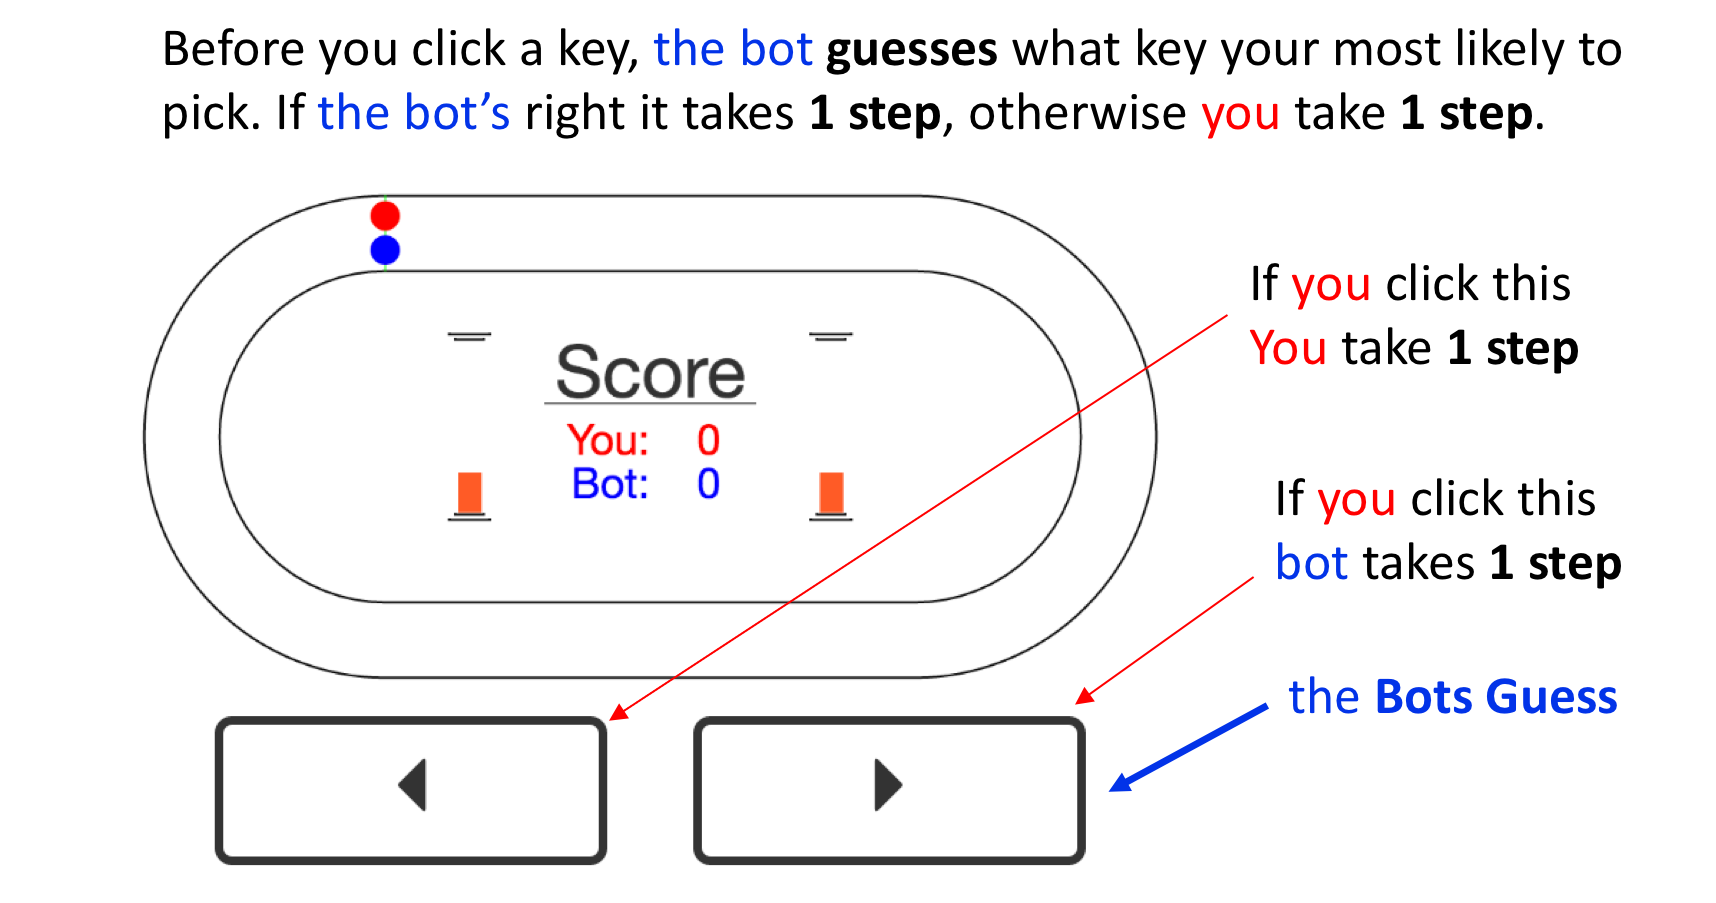 Before you click a key, the bot guesses what key your most likely to
pick. If the bot’s right it takes 1 step, otherwise you take 1 step.
If you click this
You take 1 step
Score
You: 0
Bot: 0
If you click this
bot takes 1 step
the Bots Guess